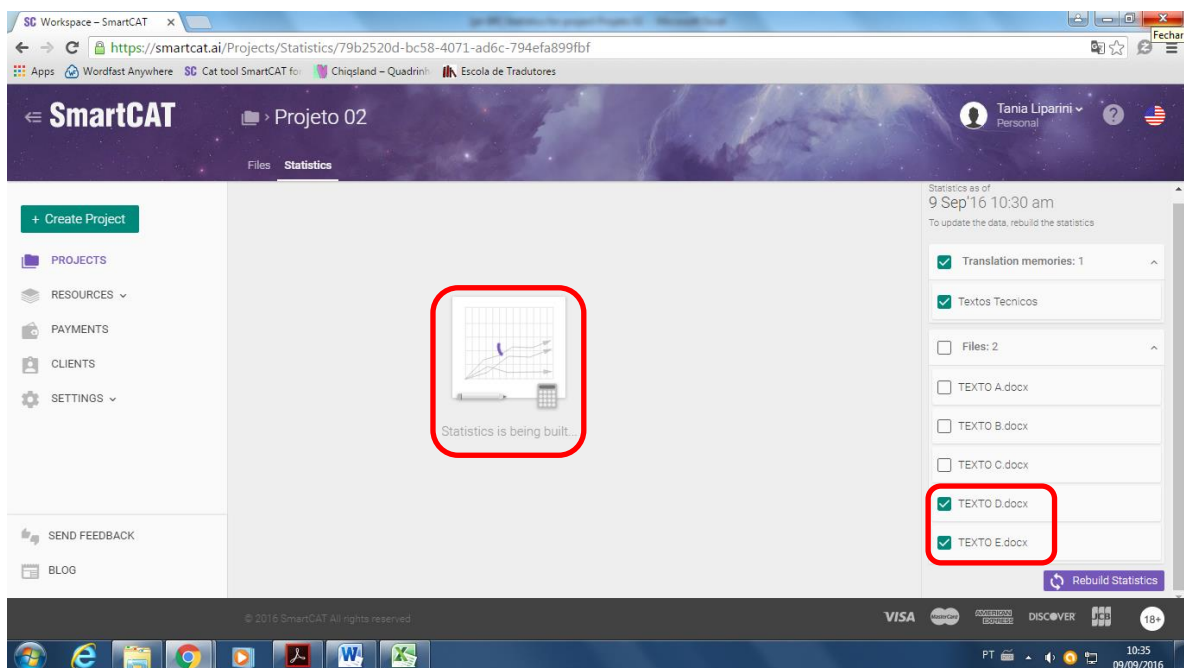 SC Workspace – SmartCAT
Fechar
https://smartcat.ai/Projects/Statistics/79b2520d-bc58-4071-ad6c-794efa899fbf
Apps Wordfast Anywhere SC Cat tool SmartCAT for Chiqsland – Quadrinh Escola de Tradutores
SmartCAT
› Projeto 02
Tania Liparini
Personal
?
Files Statistics
+ Create Project
PROJECTS
RESOURCES
PAYMENTS
CLIENTS
SETTINGS
SEND FEEDBACK
BLOG
Statistics is being built...
Statistics as of
9 Sep'16 10:30 am
To update the data, rebuild the statistics
Translation memories: 1
Textos Tecnicos
Files: 2
TEXTO A.docx
TEXTO B.docx
TEXTO C.docx
TEXTO D.docx
TEXTO E.docx
Rebuild Statistics
© 2016 SmartCAT All rights reserved
VISA MasterCard AMERICAN EXPRESS DISCOVER JCB 18+
PT
10:35
09/09/2016